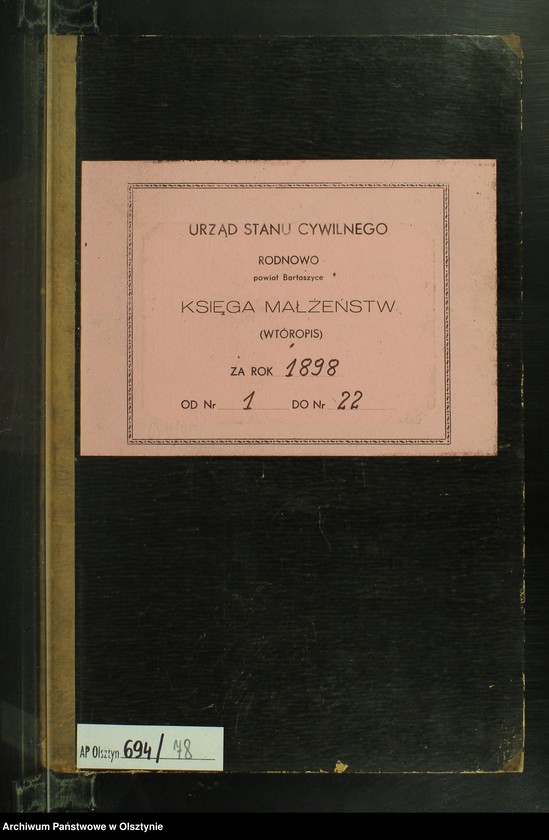 URZĄD STANU CYWILNEGO
RODNOWO
powiat Bartoszyce
KSIĘGA MAŁŻEŃSTW
(WTÓROPIS)
ZA ROK 1898
OD Nr 1 DO Nr 22
AP Olsztyn 694/78
Archiwum Państwowe w Olsztynie